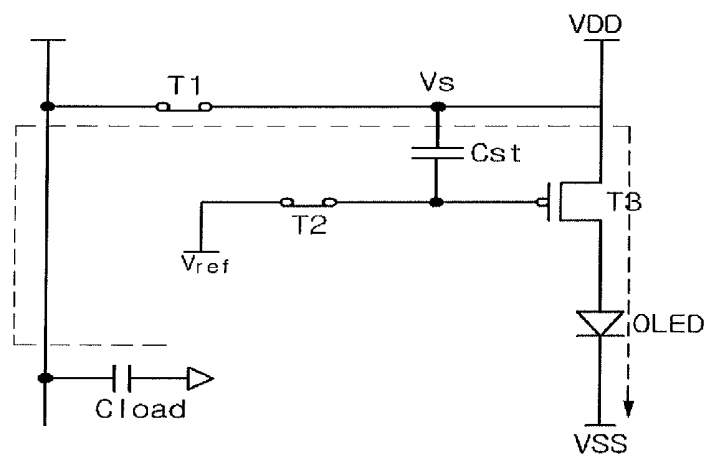 VDD
T1
Vs
Cst
T3
T2
Vref
OLED
Cload
VSS